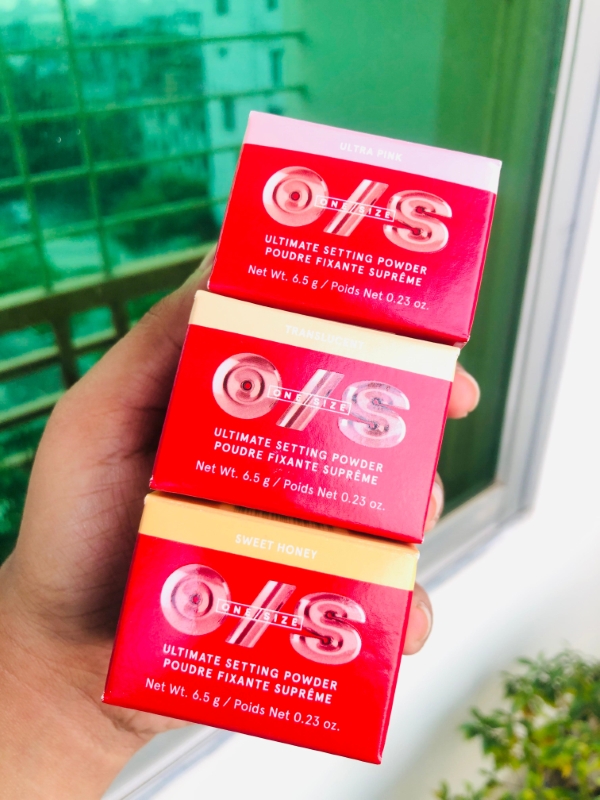 ULTRA PINK
O/S
ONE/SIZE
ULTIMATE SETTING POWDER
POUDRE FIXANTE SUPRÊME
Net Wt. 6.5 g / Poids Net 0.23 oz.
TRANSLUCENT
O/S
ONE/SIZE
ULTIMATE SETTING POWDER
POUDRE FIXANTE SUPRÊME
Net Wt. 6.5 g / Poids Net 0.23 oz.
SWEET HONEY
O/S
ONE/SIZE
ULTIMATE SETTING POWDER
POUDRE FIXANTE SUPRÊME
Net Wt. 6.5 g / Poids Net 0.23 oz.